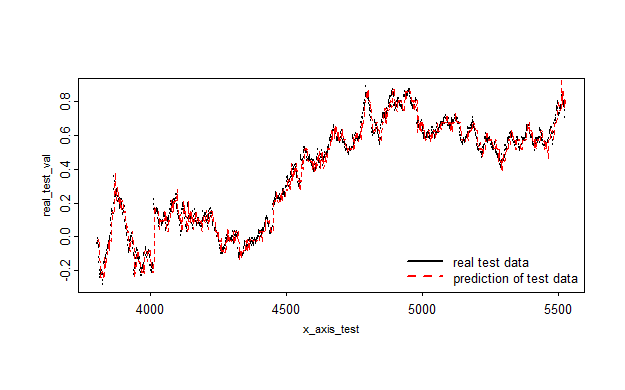 real_test_val
0.8
0.6
0.4
0.2
0.0
-0.2
real test data
prediction of test data
4000 4500 5000 5500
x_axis_test